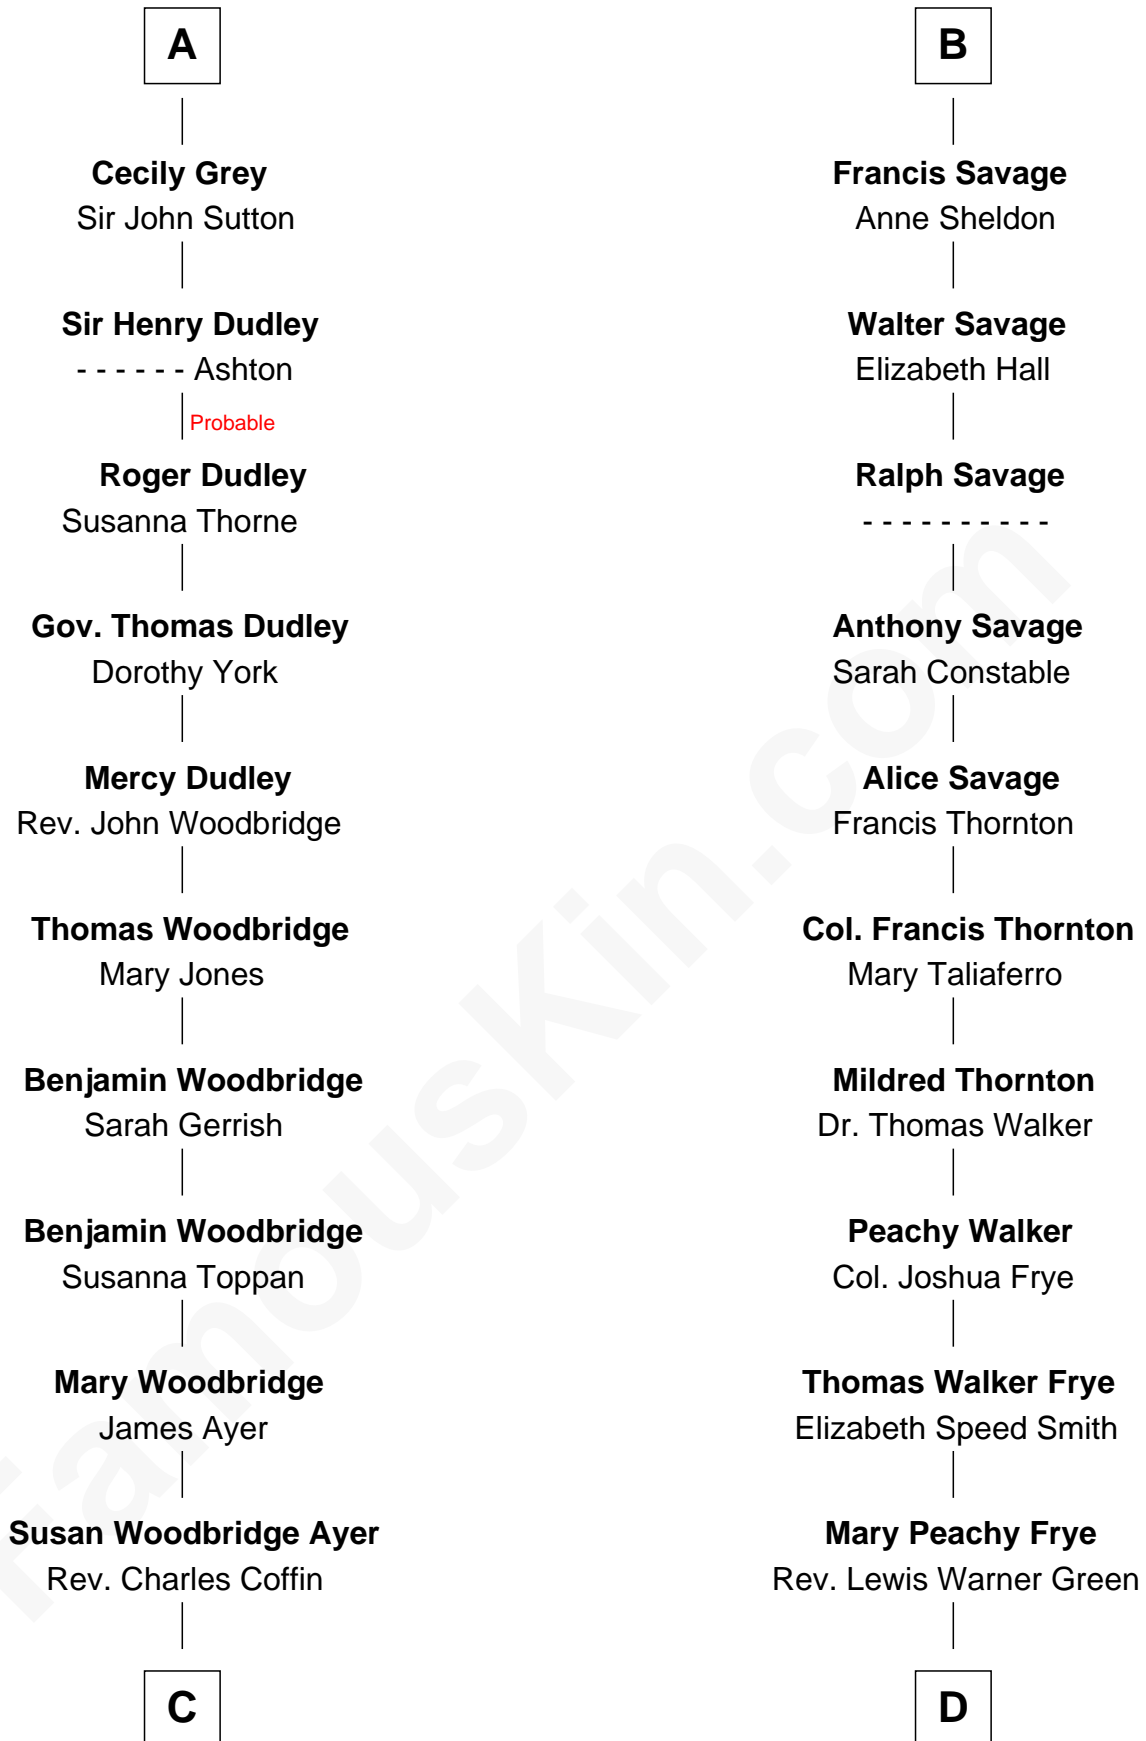 A
Cecily Grey
Sir John Sutton
Sir Henry Dudley
- - - - - - Ashton
Probable
Roger Dudley
Susanna Thorne
Gov. Thomas Dudley
Dorothy York
Mercy Dudley
Rev. John Woodbridge
Thomas Woodbridge
Mary Jones
Benjamin Woodbridge
Sarah Gerrish
Benjamin Woodbridge
Susanna Toppan
Mary Woodbridge
James Ayer
Susan Woodbridge Ayer
Rev. Charles Coffin
C
B
Francis Savage
Anne Sheldon
Walter Savage
Elizabeth Hall
Ralph Savage
- - - - - - - - - -
Anthony Savage
Sarah Constable
Alice Savage
Francis Thornton
Col. Francis Thornton
Mary Taliaferro
Mildred Thornton
Dr. Thomas Walker
Peachy Walker
Col. Joshua Frye
Thomas Walker Frye
Elizabeth Speed Smith
Mary Peachy Frye
Rev. Lewis Warner Green
D
FamousKin.com